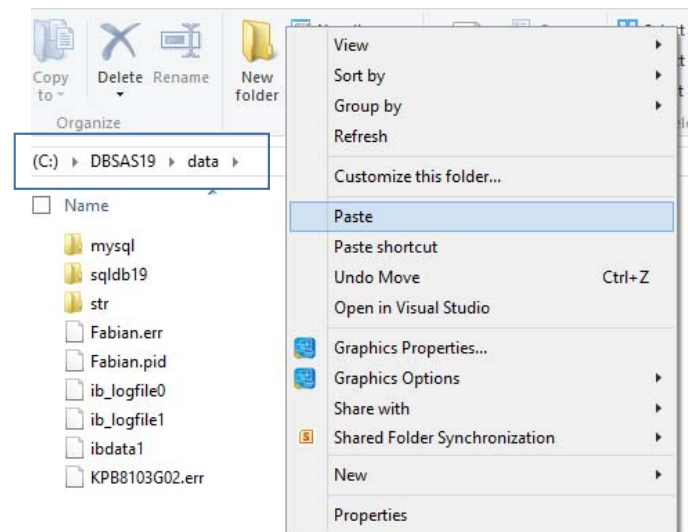 Copy
to
Delete
Rename
New
folder
Organize
(C:) DBSAS19 data
Name
mysql
sqldb19
str
Fabian.err
Fabian.pid
ib_logfile0
ib_logfile1
ibdata1
KPB8103G02.err
View
Sort by
Group by
Refresh
Customize this folder...
Paste
Paste shortcut
Undo Move Ctrl+Z
Open in Visual Studio
Graphics Properties...
Graphics Options
Share with
S Shared Folder Synchronization
New
Properties